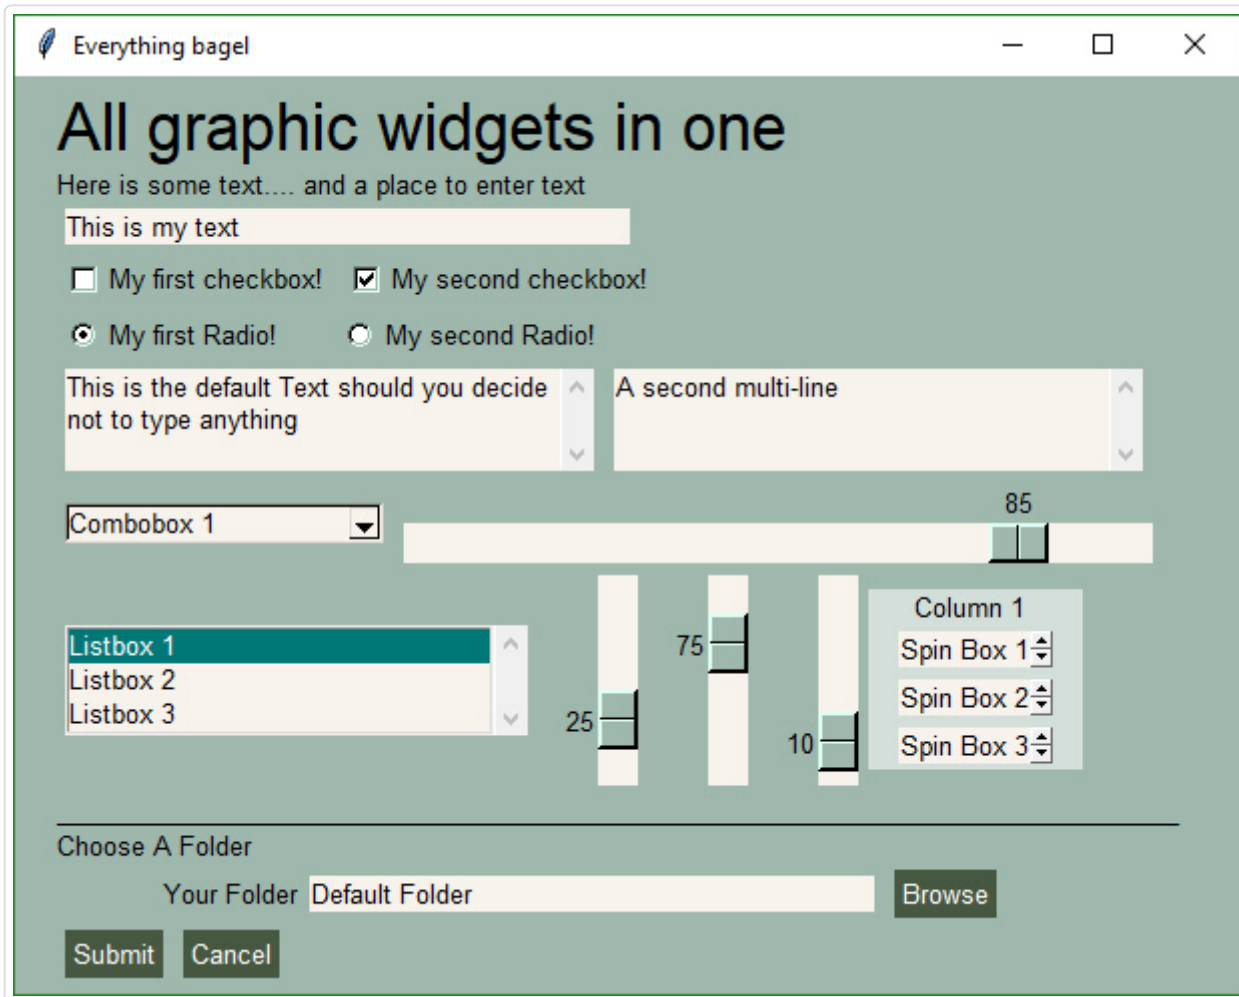 Everything bagel
All graphic widgets in one
Here is some text.... and a place to enter text
This is my text
My first checkbox! My second checkbox!
My first Radio! My second Radio!
This is the default Text should you decide
not to type anything
A second multi-line
Combobox 1
85
Listbox 1
Listbox 2
Listbox 3
25
75
10
Column 1
Spin Box 1
Spin Box 2
Spin Box 3
Choose A Folder
Your Folder Default Folder Browse
Submit Cancel